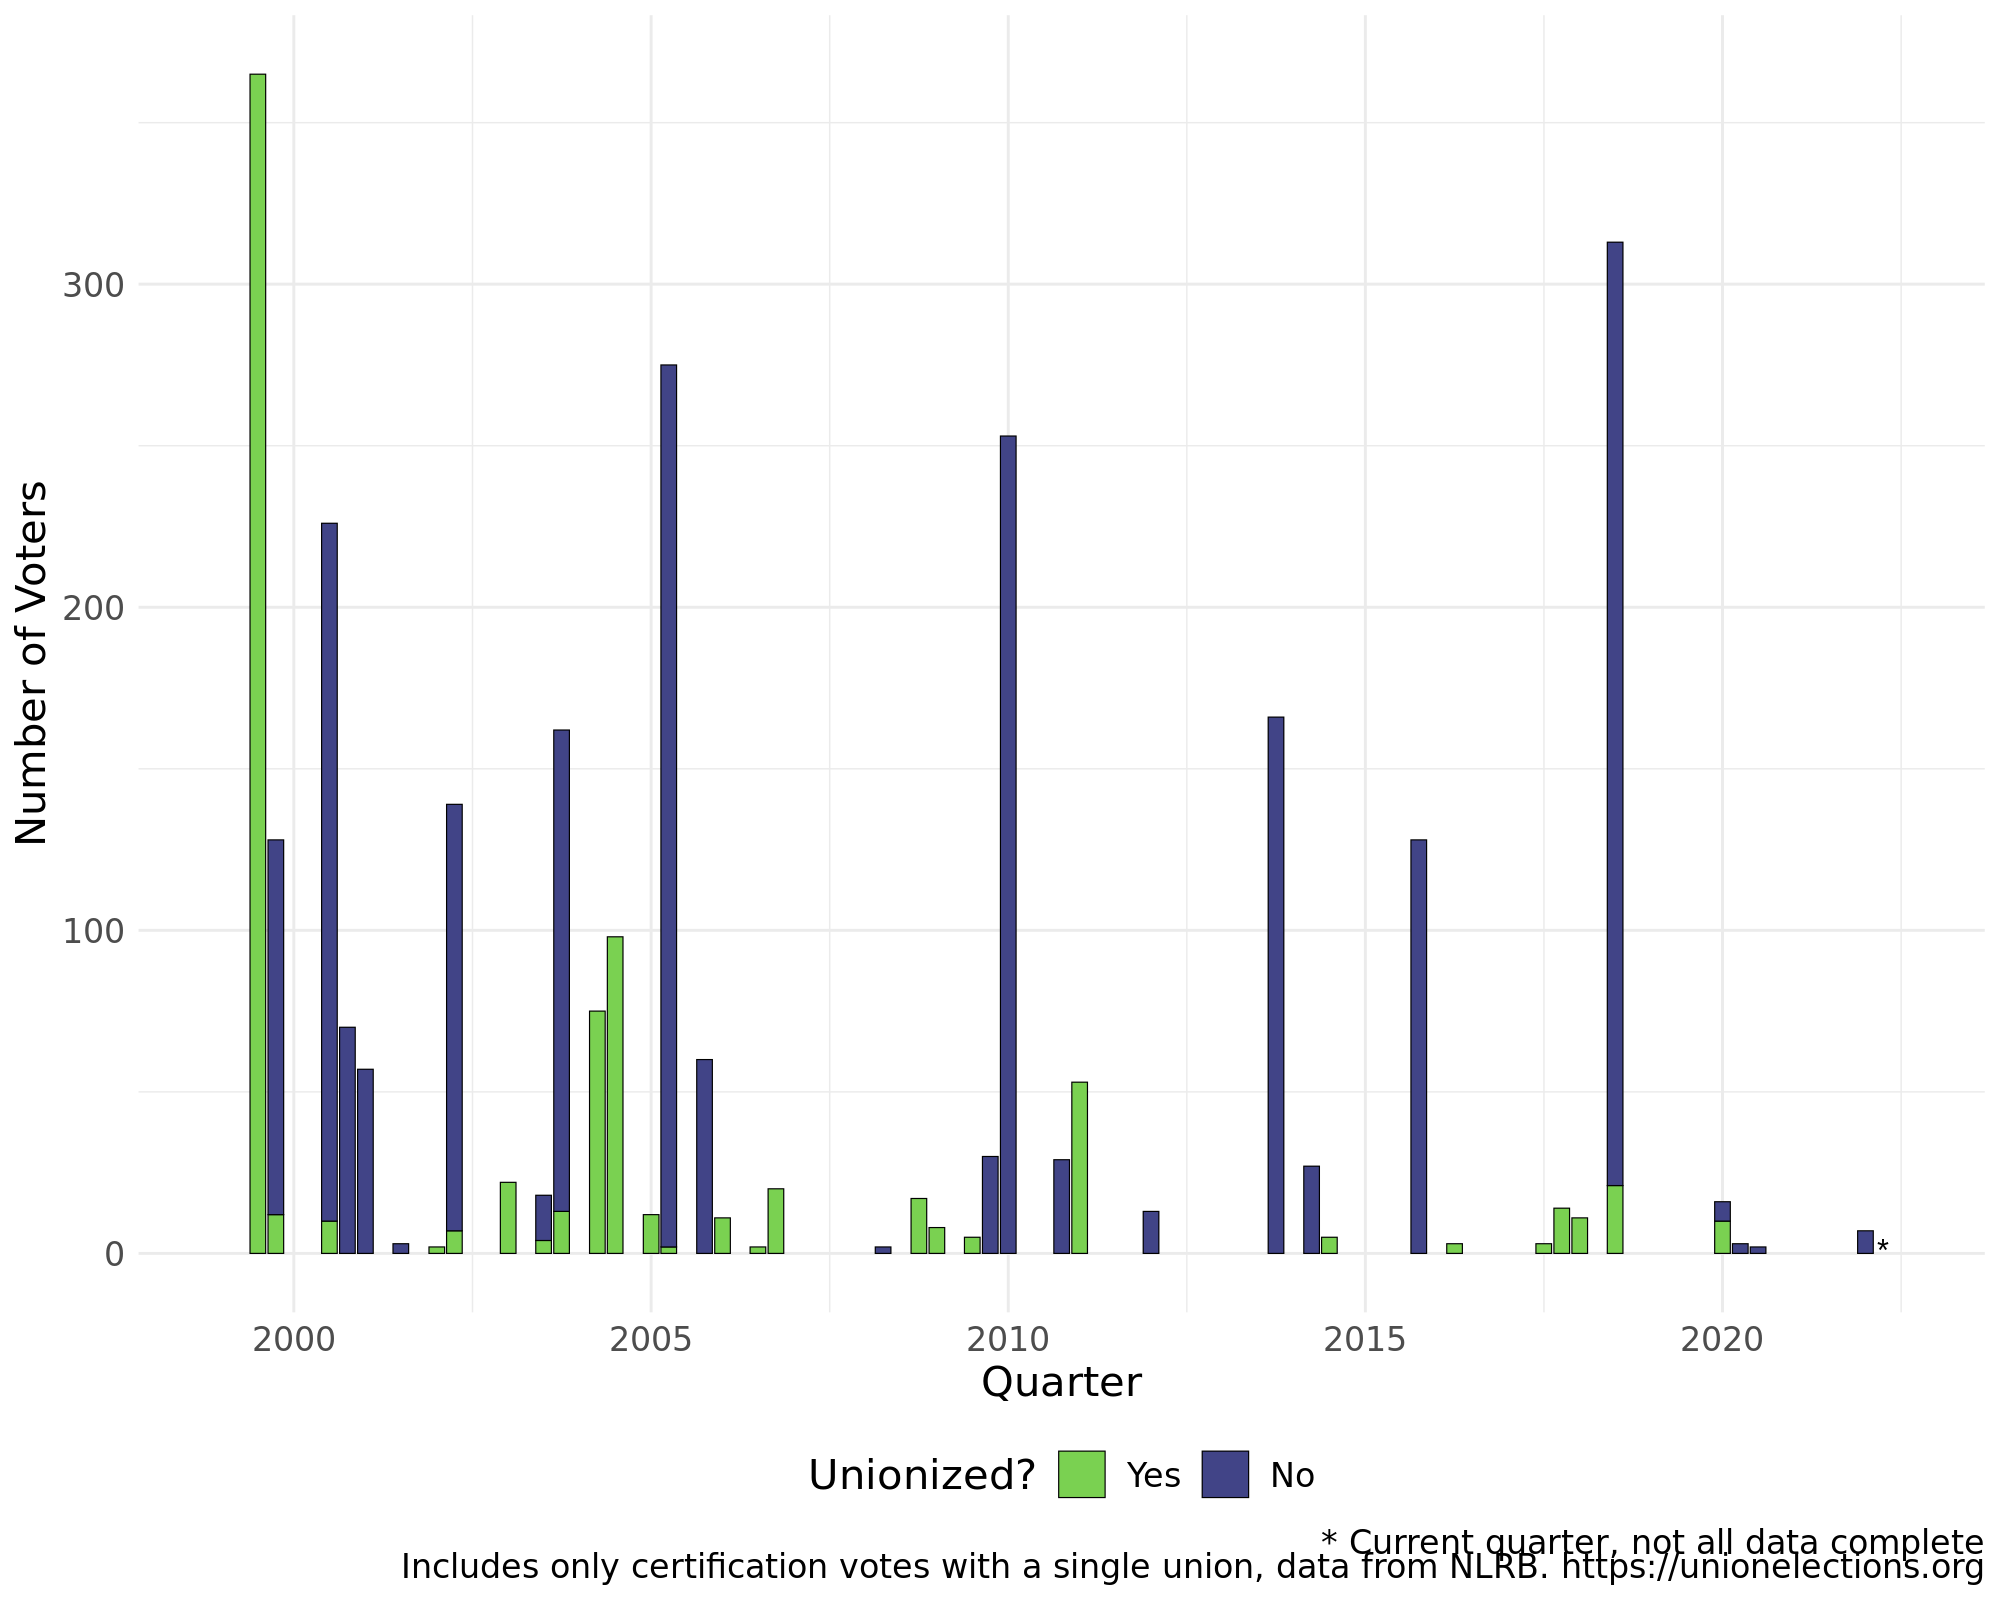 Number of Voters
300
200
100
0
*
2000 2005 2010 2015 2020
Quarter
Unionized? Yes No
* Current quarter, not all data complete
Includes only certification votes with a single union, data from NLRB. https://unionelections.org